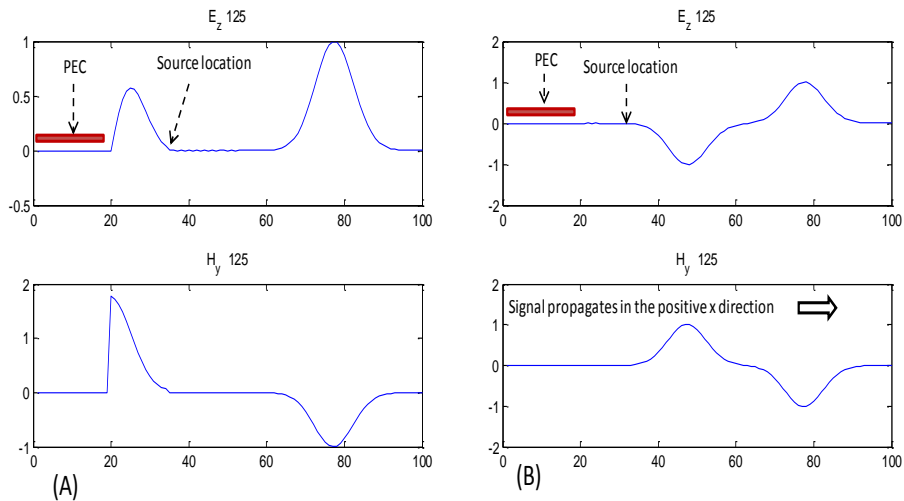 E_z 125
PEC
Source location
1
0.5
0
-0.5
0 20 40 60 80 100
H_y 125
2
1
0
-1
0 20 40 60 80 100
(A)
E_z 125
PEC
Source location
2
1
0
-1
-2
0 20 40 60 80 100
H_y 125
Signal propagates in the positive x direction
2
1
0
-1
-2
0 20 40 60 80 100
(B)